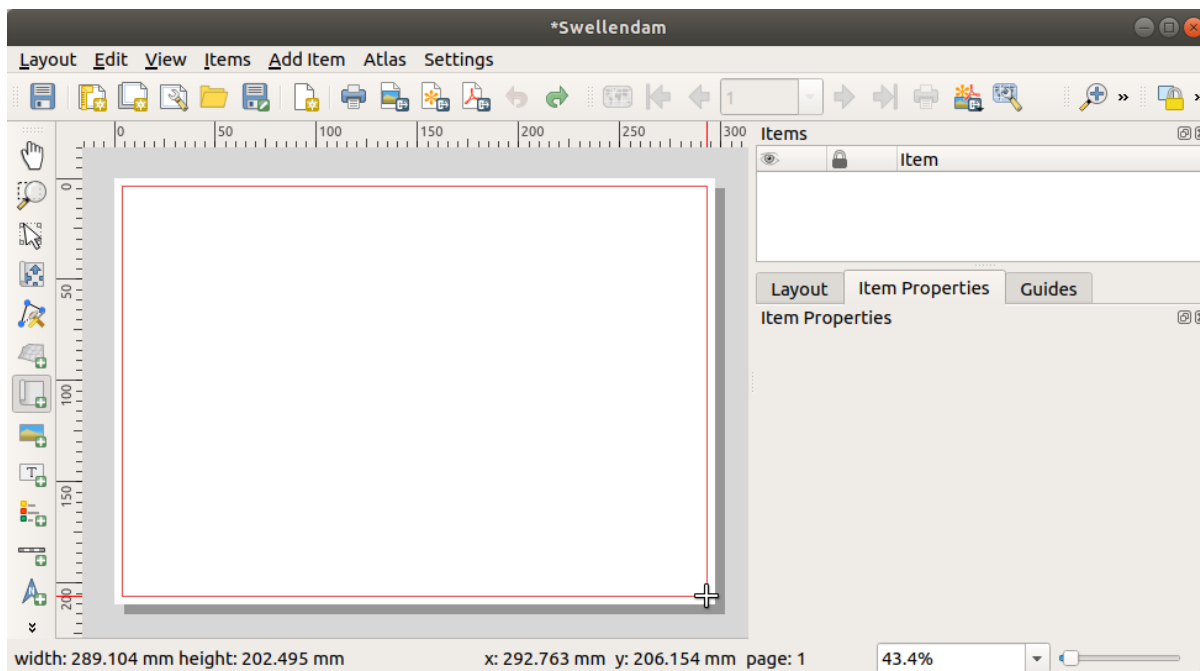 *Swellendam
Layout Edit View Items Add Item Atlas Settings
1
0 50 100 150 200 250 300
0
50
100
150
200
Items
Item
Layout Item Properties Guides
Item Properties
T
N
width: 289.104 mm height: 202.495 mm x: 292.763 mm y: 206.154 mm page: 1 43.4%